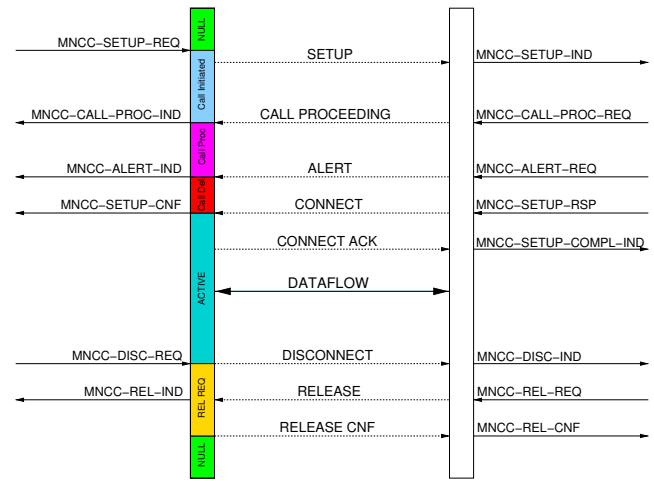 NULL
MNCC-SETUP-REQ
SETUP
MNCC-SETUP-IND
Call Initiated
MNCC-CALL-PROC-IND
CALL PROCEEDING
MNCC-CALL-PROC-REQ
Call Proc
MNCC-ALERT-IND
ALERT
MNCC-ALERT-REQ
Call Del
MNCC-SETUP-CNF
CONNECT
MNCC-SETUP-RSP
CONNECT ACK
MNCC-SETUP-COMPL-IND
ACTIVE
DATAFLOW
MNCC-DISC-REQ
DISCONNECT
MNCC-DISC-IND
REL REQ
MNCC-REL-IND
RELEASE
MNCC-REL-REQ
RELEASE CNF
MNCC-REL-CNF
NULL